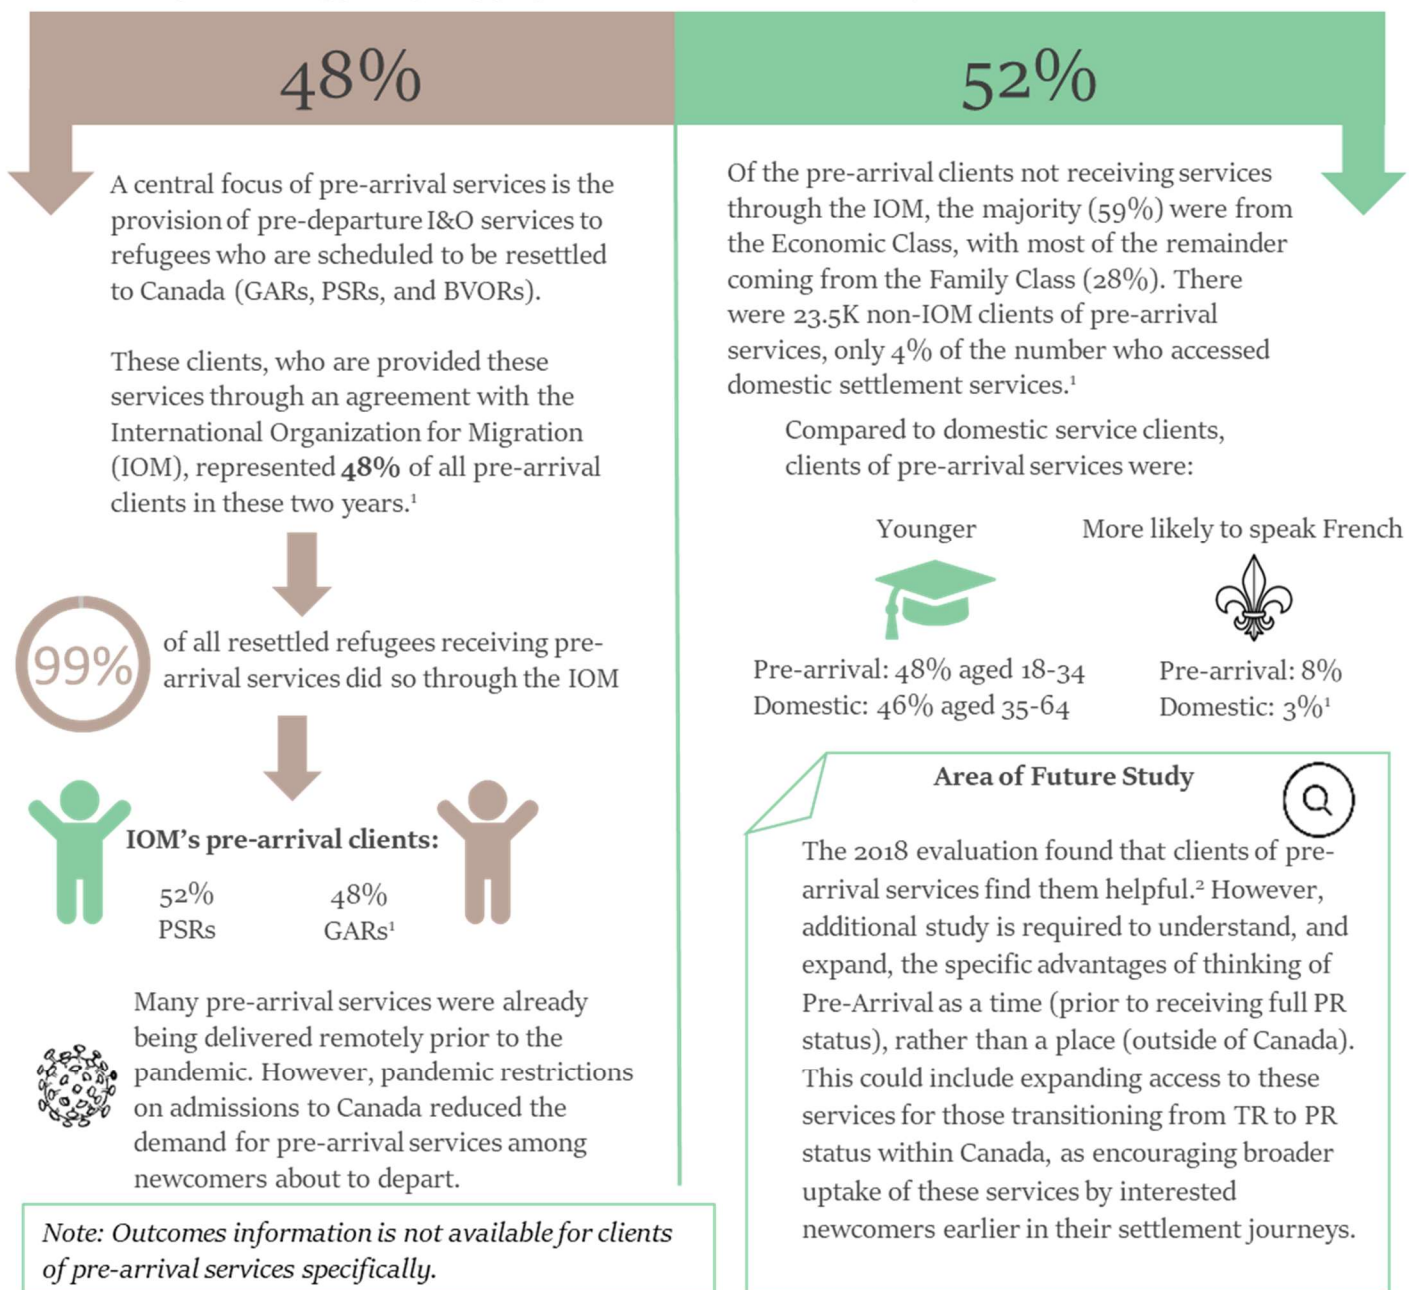 48%
A central focus of pre-arrival services is the
provision of pre-departure I&O services to
refugees who are scheduled to be resettled
to Canada (GARs, PSRs, and BVORs).
These clients, who are provided these
services through an agreement with the
International Organization for Migration
(IOM), represented 48% of all pre-arrival
clients in these two years.¹
99%
of all resettled refugees receiving pre-
arrival services did so through the IOM
IOM's pre-arrival clients:
52% 48%
PSRs GARs¹
Many pre-arrival services were already
being delivered remotely prior to the
pandemic. However, pandemic restrictions
on admissions to Canada reduced the
demand for pre-arrival services among
newcomers about to depart.
Note: Outcomes information is not available for clients
of pre-arrival services specifically.
52%
Of the pre-arrival clients not receiving services
through the IOM, the majority (59%) were from
the Economic Class, with most of the remainder
coming from the Family Class (28%). There
were 23.5K non-IOM clients of pre-arrival
services, only 4% of the number who accessed
domestic settlement services.¹
Compared to domestic service clients,
clients of pre-arrival services were:
Younger
Pre-arrival: 48% aged 18-34
Domestic: 46% aged 35-64
More likely to speak French
Pre-arrival: 8%
Domestic: 3%¹
Area of Future Study
The 2018 evaluation found that clients of pre-
arrival services find them helpful.² However,
additional study is required to understand, and
expand, the specific advantages of thinking of
Pre-Arrival as a time (prior to receiving full PR
status), rather than a place (outside of Canada).
This could include expanding access to these
services for those transitioning from TR to PR
status within Canada, as encouraging broader
uptake of these services by interested
newcomers earlier in their settlement journeys.